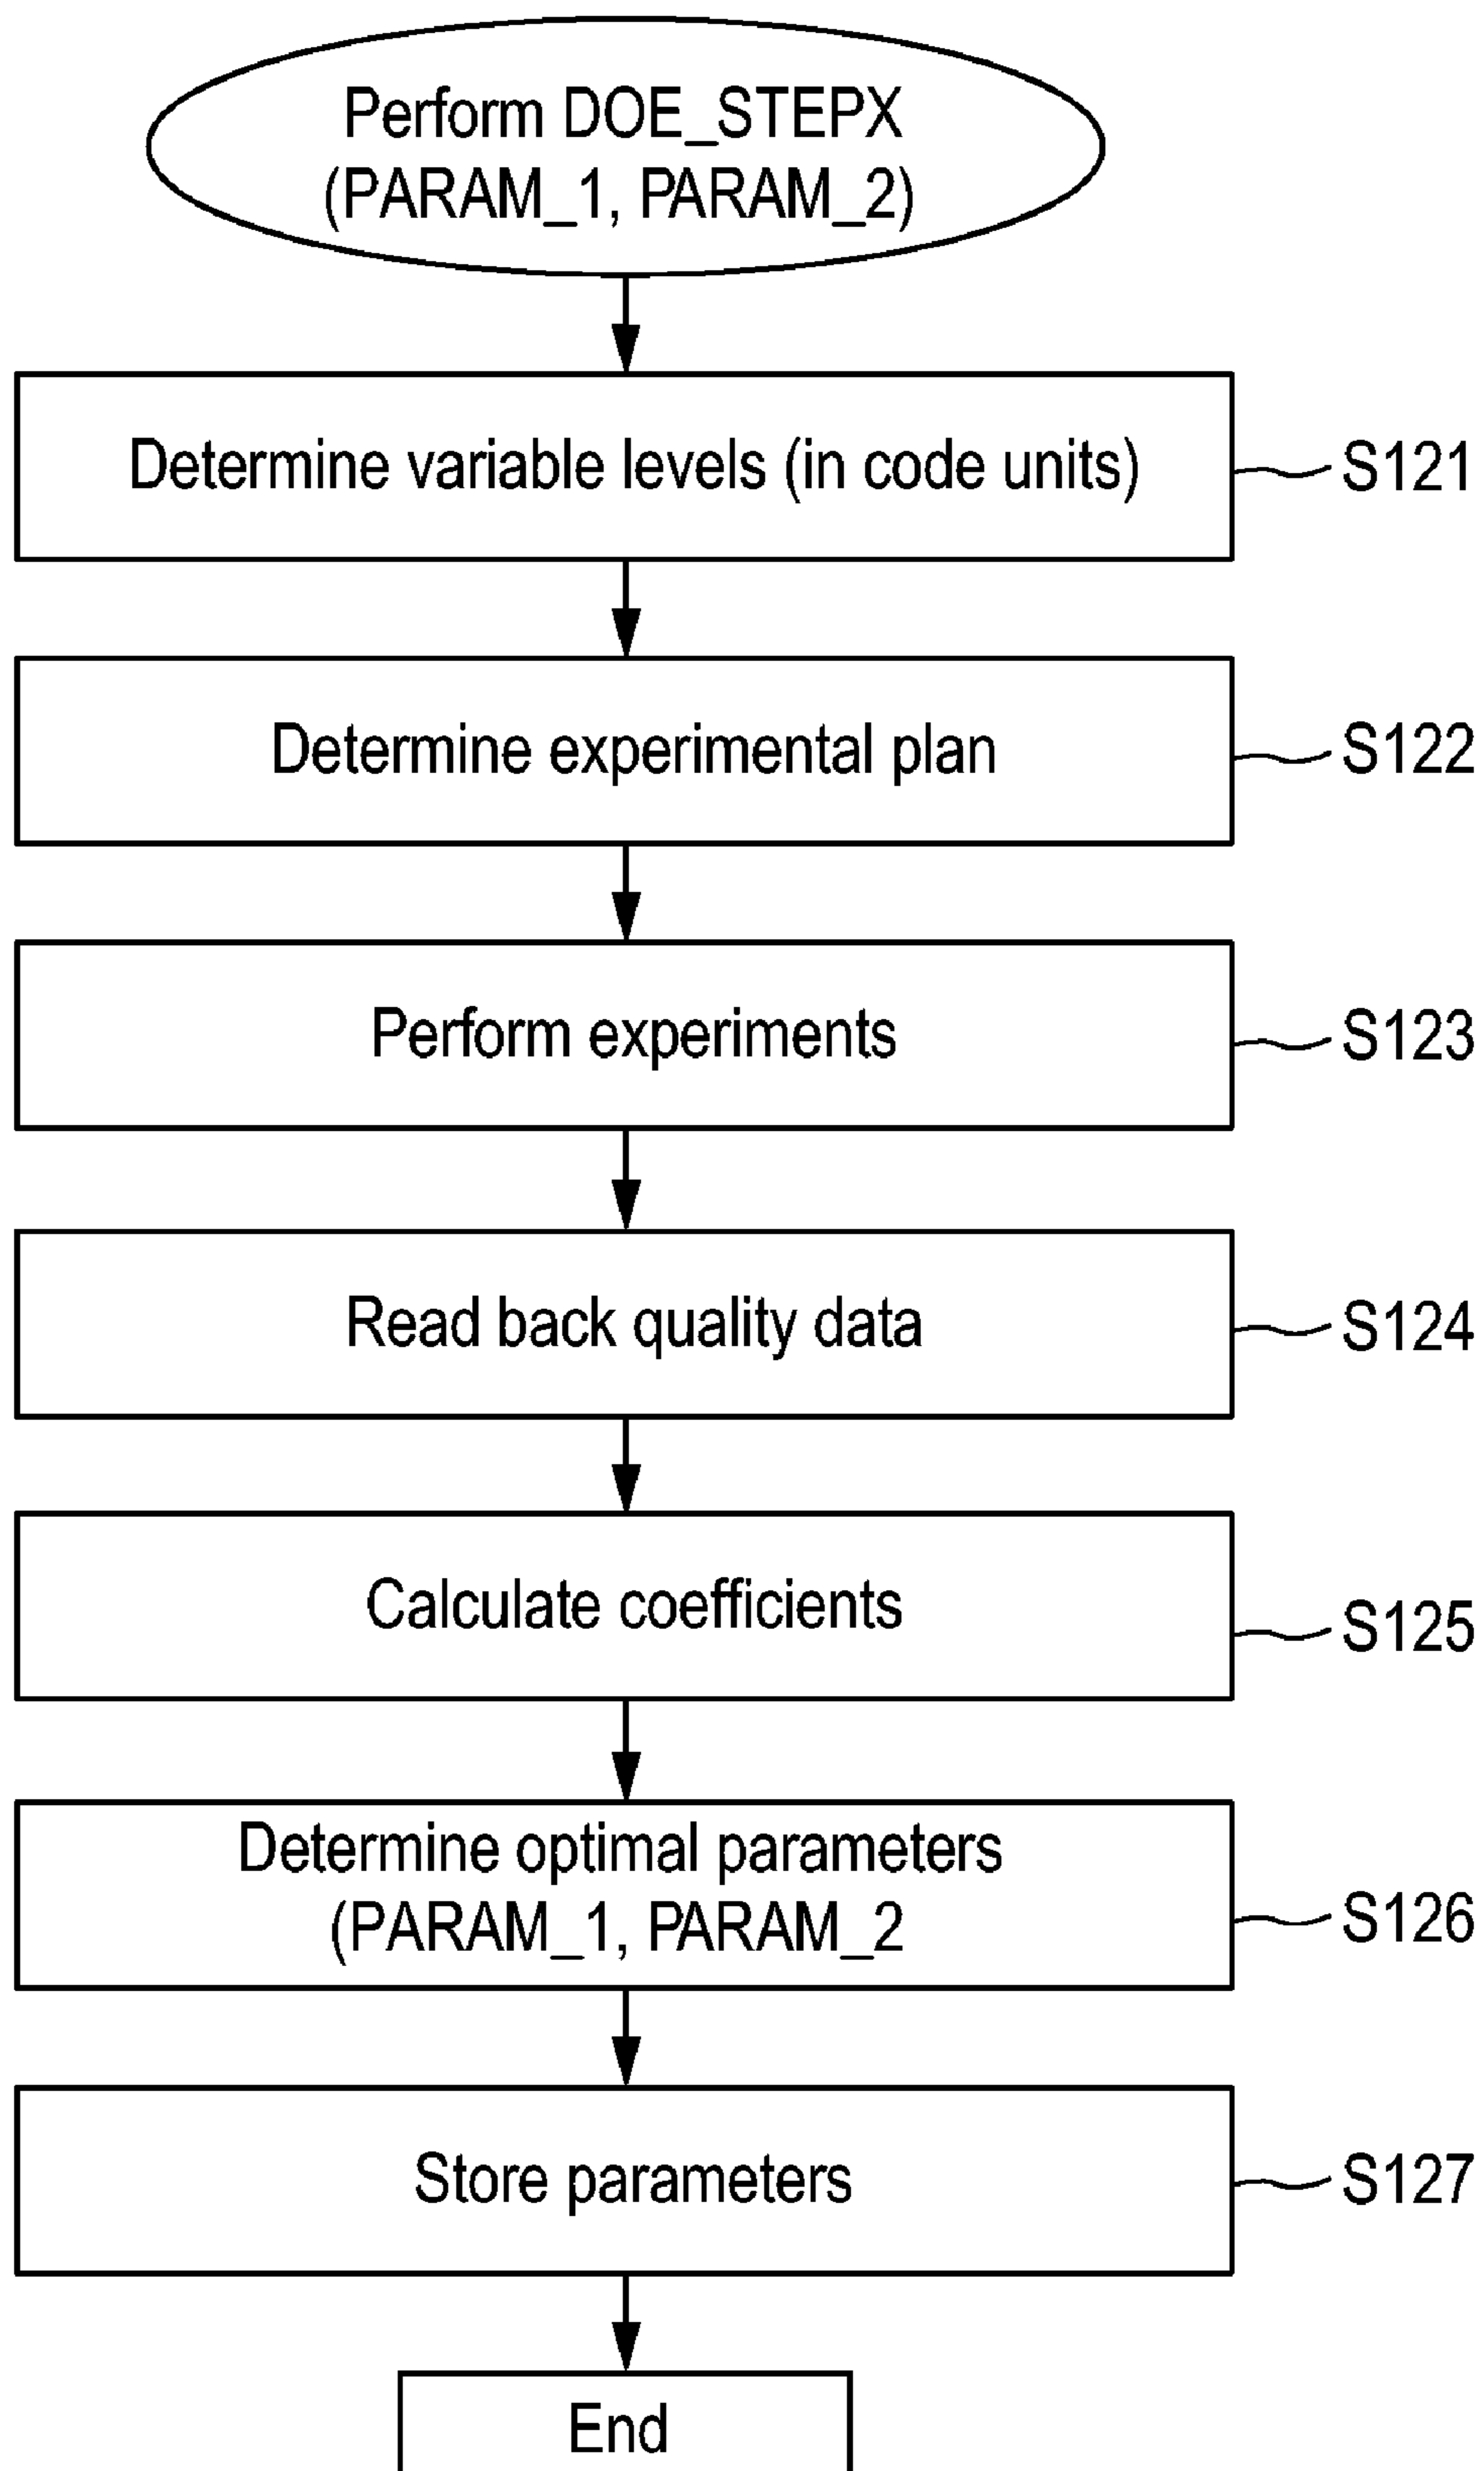 Perform DOE_STEPX
(PARAM_1, PARAM_2)
Determine variable levels (in code units)
S121
Determine experimental plan
S122
Perform experiments
S123
Read back quality data
S124
Calculate coefficients
S125
Determine optimal parameters
(PARAM_1, PARAM_2
S126
Store parameters
S127
End